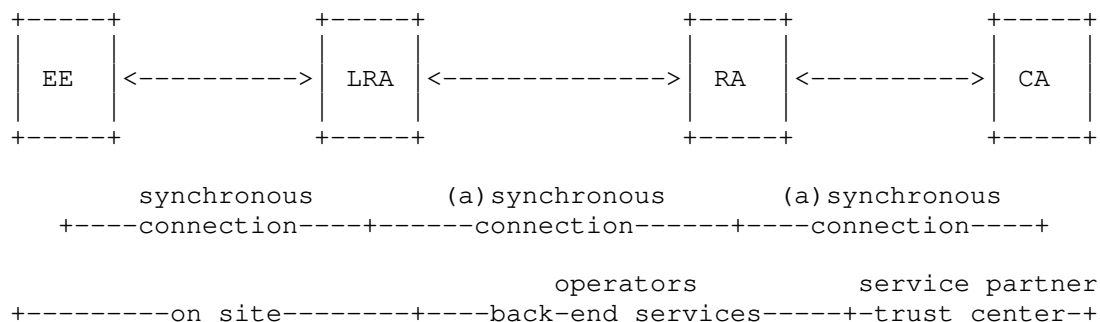 +-----+                   +-----+                        +-----+                   +-----+
|     |                   |     |                        |     |                   |     |
| EE  |<---------->| LRA |<-------------->| RA  |<---------->| CA  |
|     |                   |     |                        |     |                   |     |
+-----+                   +-----+                        +-----+                   +-----+
synchronous (a)synchronous (a)synchronous
+----connection----+------connection------+----connection----+
operators service partner
+---------on site--------+----back-end services-----+-trust center-+